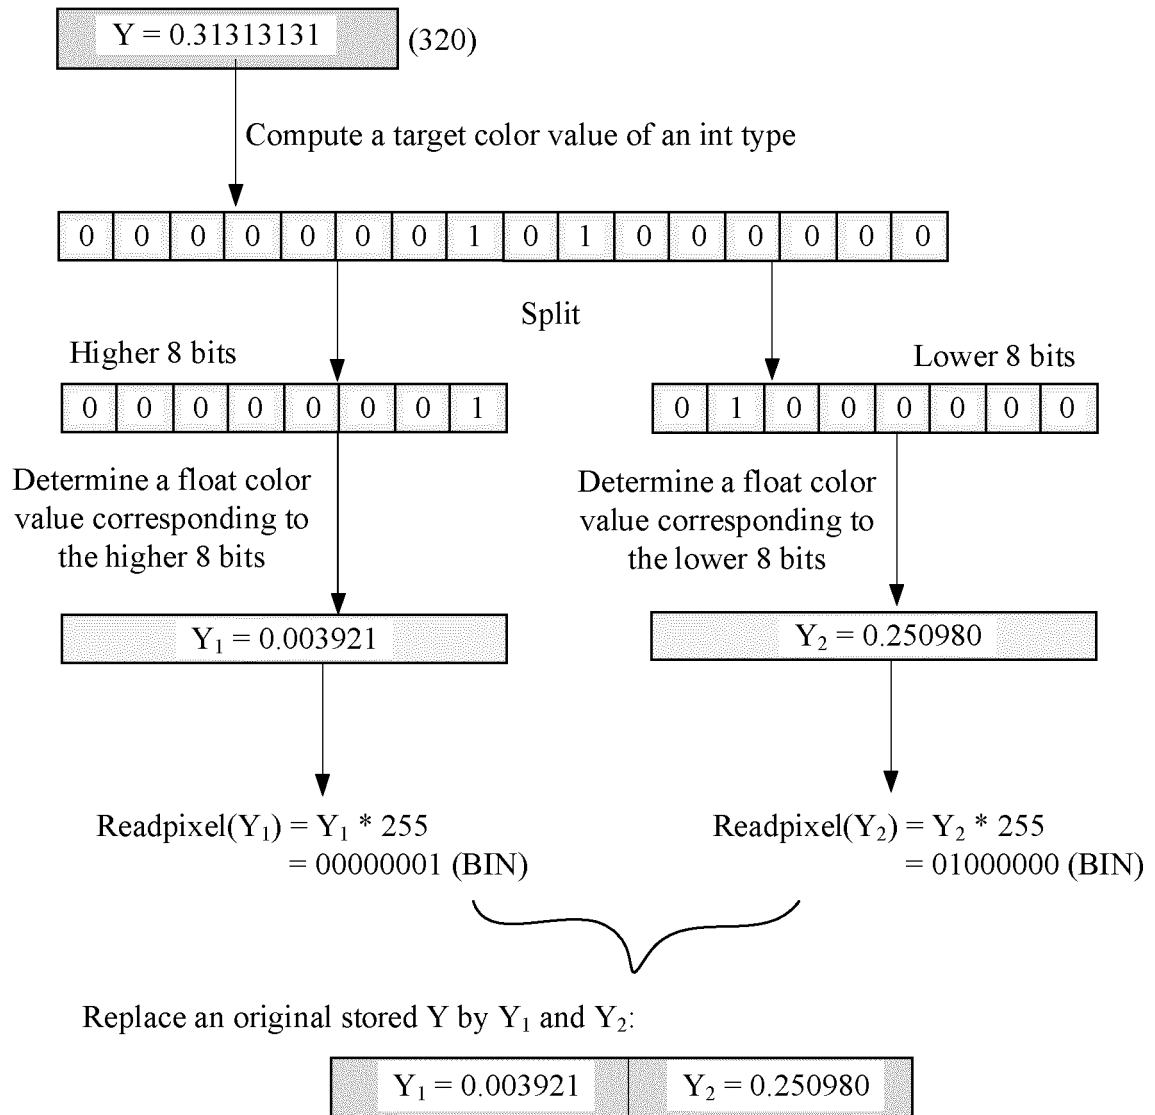 Y = 0.31313131 (320)
Compute a target color value of an int type
0 0 0 0 0 0 0 1 0 1 0 0 0 0 0 0
Split
Higher 8 bits
Lower 8 bits
0 0 0 0 0 0 0 1
0 1 0 0 0 0 0 0
Determine a float color
value corresponding to
the higher 8 bits
Determine a float color
value corresponding to
the lower 8 bits
Y₁ = 0.003921
Y₂ = 0.250980
Readpixel(Y₁) = Y₁ * 255
= 00000001 (BIN)
Readpixel(Y₂) = Y₂ * 255
= 01000000 (BIN)
Replace an original stored Y by Y₁ and Y₂:
Y₁ = 0.003921 Y₂ = 0.250980